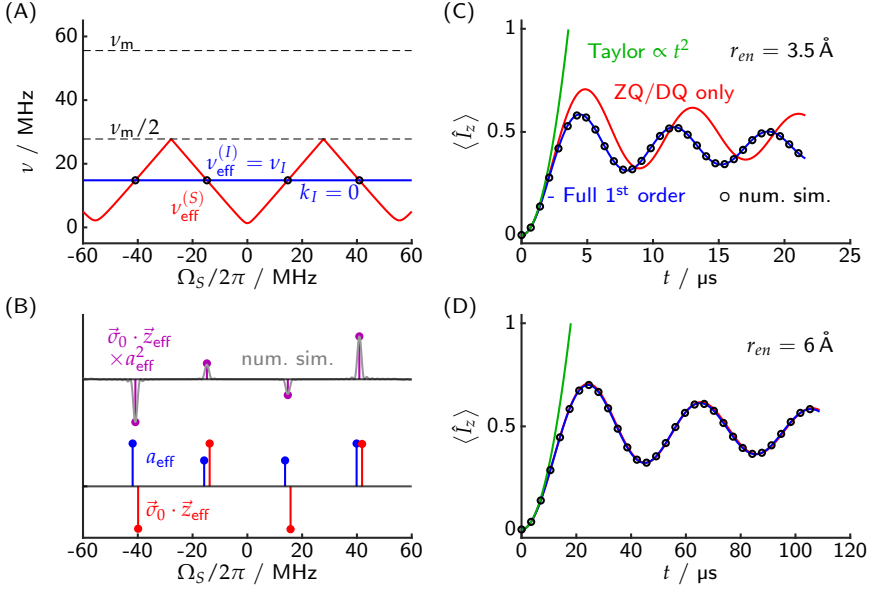 (A)
60
40
20
0
ν / MHz
ν_m
ν_m/2
ν_eff^(I) = ν_I
k_I = 0
ν_eff^(S)
-60 -40 -20 0 20 40 60
Ω_S/2π / MHz
(B)
σ⃗_0 · z⃗_eff
×a_eff^2
num. sim.
a_eff
σ⃗_0 · z⃗_eff
-60 -40 -20 0 20 40 60
Ω_S/2π / MHz
(C)
1
0.5
0
⟨Î_z⟩
Taylor ∝ t^2
r_en = 3.5 Å
ZQ/DQ only
- Full 1st order
num. sim.
0 5 10 15 20 25
t / µs
(D)
1
0.5
0
⟨Î_z⟩
r_en = 6 Å
0 20 40 60 80 100 120
t / µs